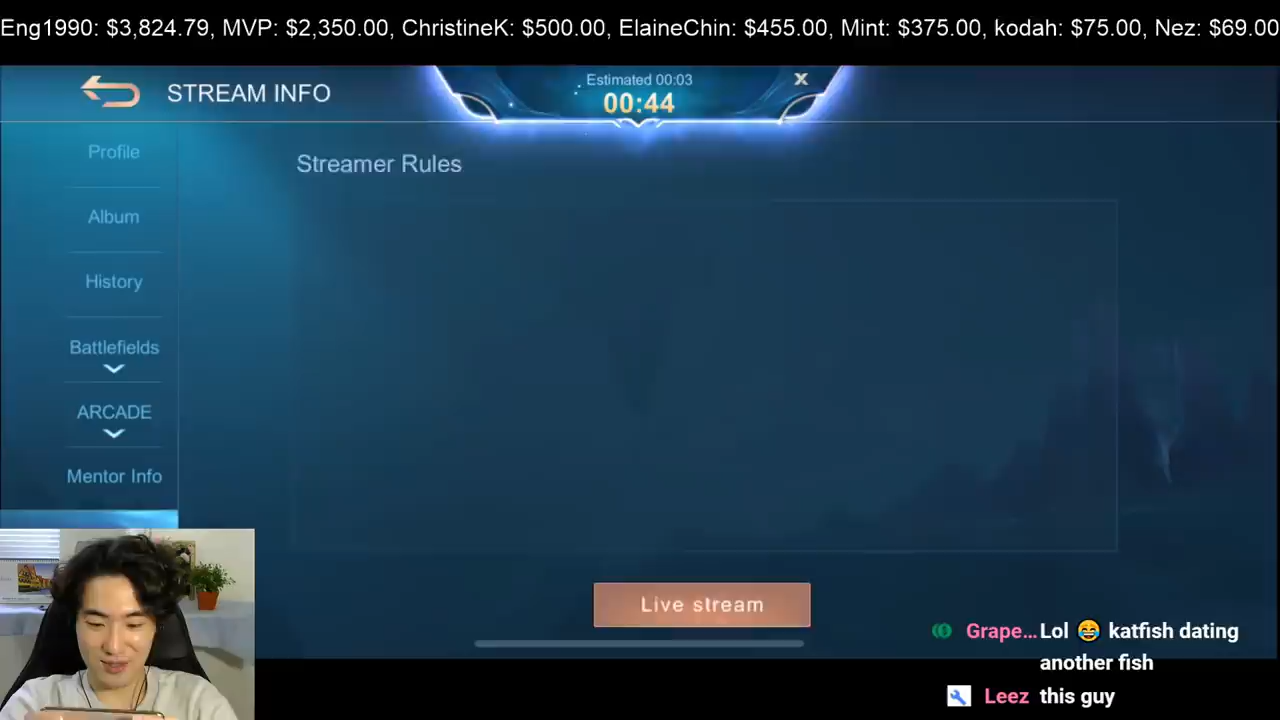 Eng1990: $3,824.79, MVP: $2,350.00, ChristineK: $500.00, ElaineChin: $455.00, Mint: $375.00, kodah: $75.00, Nez: $69.00
STREAM INFO
Estimated 00:03
00:44
X
Profile
Album
History
Battlefields
ARCADE
Mentor Info
Streamer Rules
Live stream
Grape... Lol 😂 katfish dating
another fish
Leez this guy